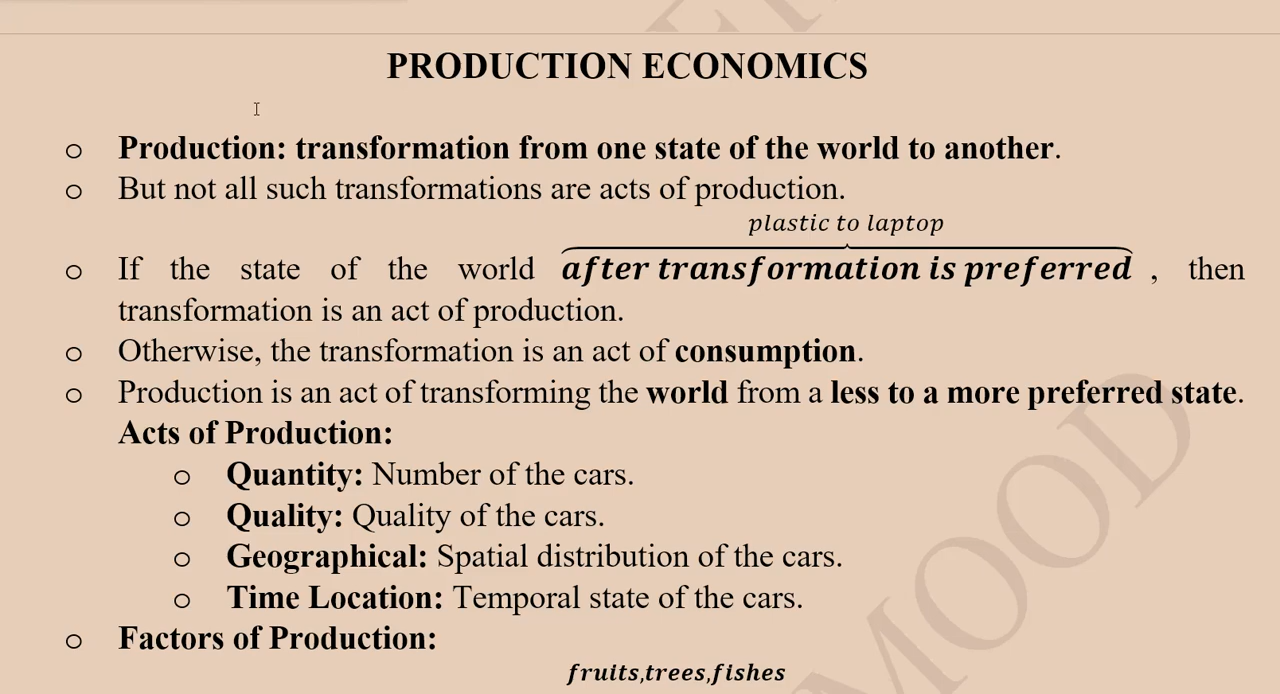 PRODUCTION ECONOMICS
o Production: transformation from one state of the world to another.
o But not all such transformations are acts of production.
plastic to laptop
o If the state of the world after transformation is preferred , then
transformation is an act of production.
o Otherwise, the transformation is an act of consumption.
o Production is an act of transforming the world from a less to a more preferred state.
Acts of Production:
o Quantity: Number of the cars.
o Quality: Quality of the cars.
o Geographical: Spatial distribution of the cars.
o Time Location: Temporal state of the cars.
o Factors of Production:
fruits,trees,fishes